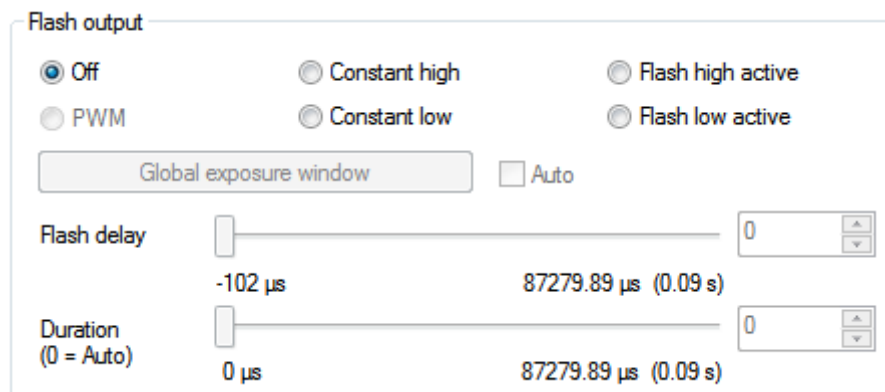 Flash output
Off Constant high Flash high active
PWM Constant low Flash low active
Global exposure window Auto
Flash delay 0
-102 µs 87279.89 µs (0.09 s)
Duration 0
(0 = Auto)
0 µs 87279.89 µs (0.09 s)